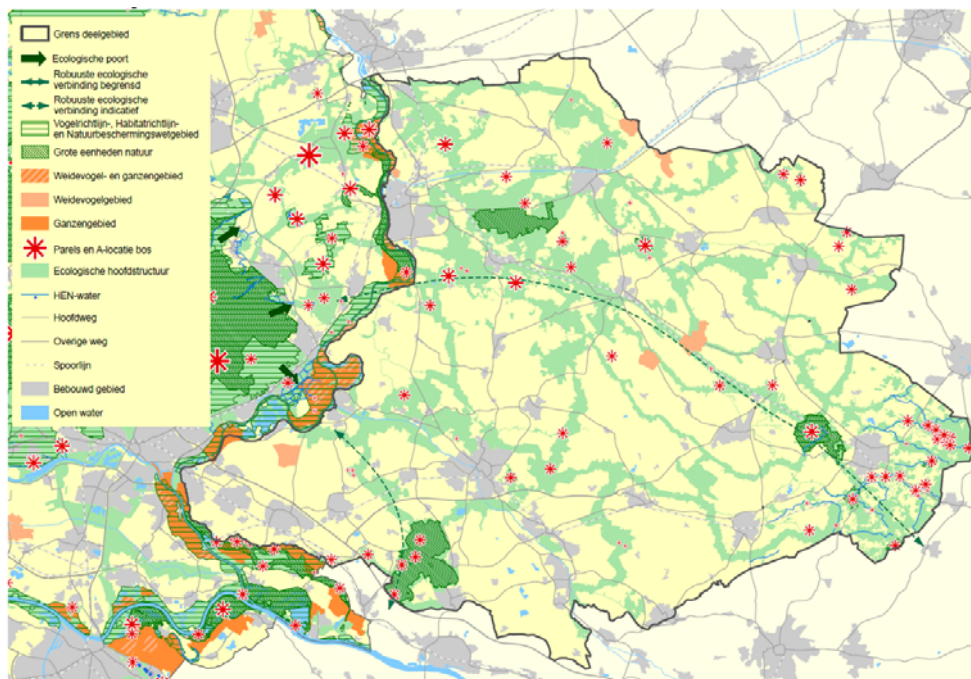 Grens deelgebied
Ecologische poort
Robuuste ecologische
verbinding begrensd
Robuuste ecologische
verbinding indicatief
Vogelrichtlijn-, Habitatrichtlijn-
en Natuurbeschermingswetgebied
Grote eenheden natuur
Weidevogel- en ganzengebied
Weidevogelgebied
Ganzengebied
Parels en A-locatie bos
Ecologische hoofdstructuur
HEN-water
Hoofdweg
Overige weg
Spoorlijn
Bebouwd gebied
Open water